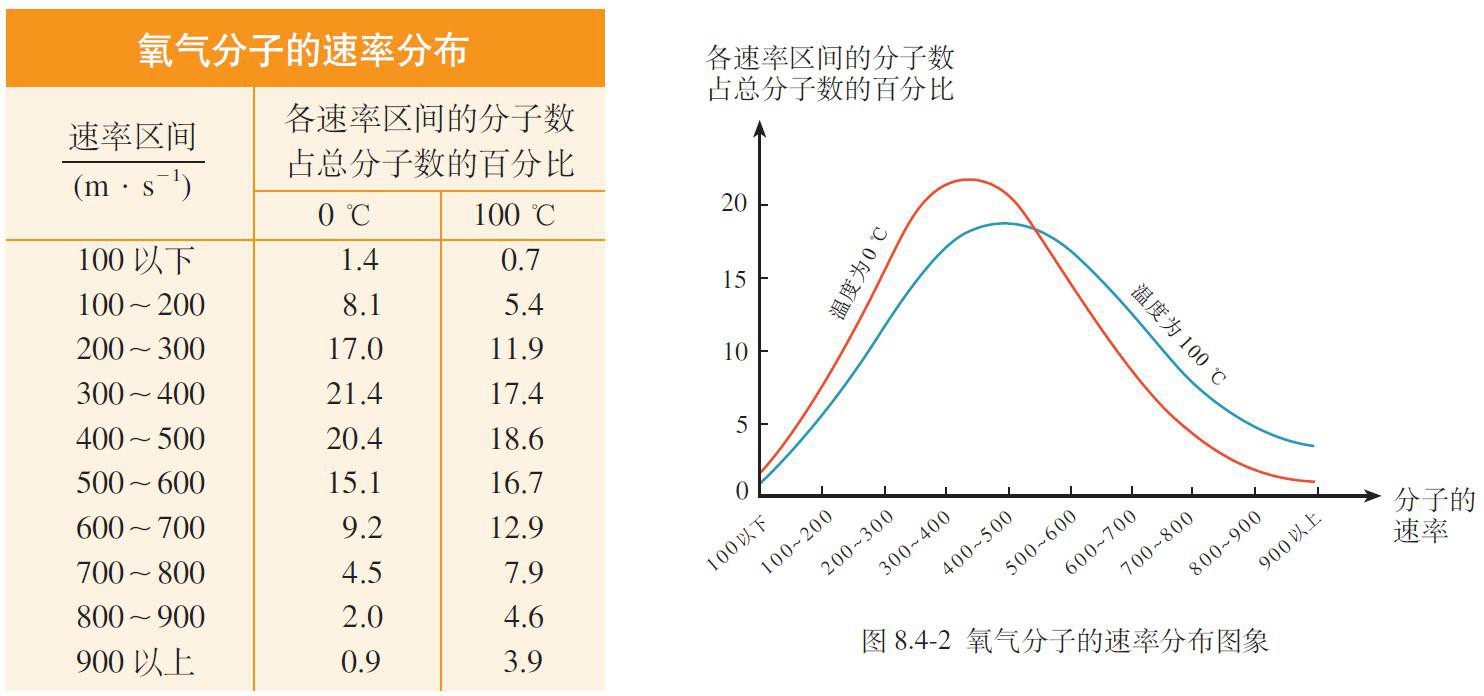 氧气分子的速率分布
速率区间
(m · s⁻¹)
各速率区间的分子数
占总分子数的百分比
0 ℃ 100 ℃
100 以下 1.4 0.7
100～200 8.1 5.4
200～300 17.0 11.9
300～400 21.4 17.4
400～500 20.4 18.6
500～600 15.1 16.7
600～700 9.2 12.9
700～800 4.5 7.9
800～900 2.0 4.6
900 以上 0.9 3.9
各速率区间的分子数
占总分子数的百分比
20
15
10
5
0
温度为0 ℃
温度为100 ℃
100以下
100~200
200~300
300~400
400~500
500~600
600~700
700~800
800~900
900以上
分子的
速率
图 8.4-2 氧气分子的速率分布图象